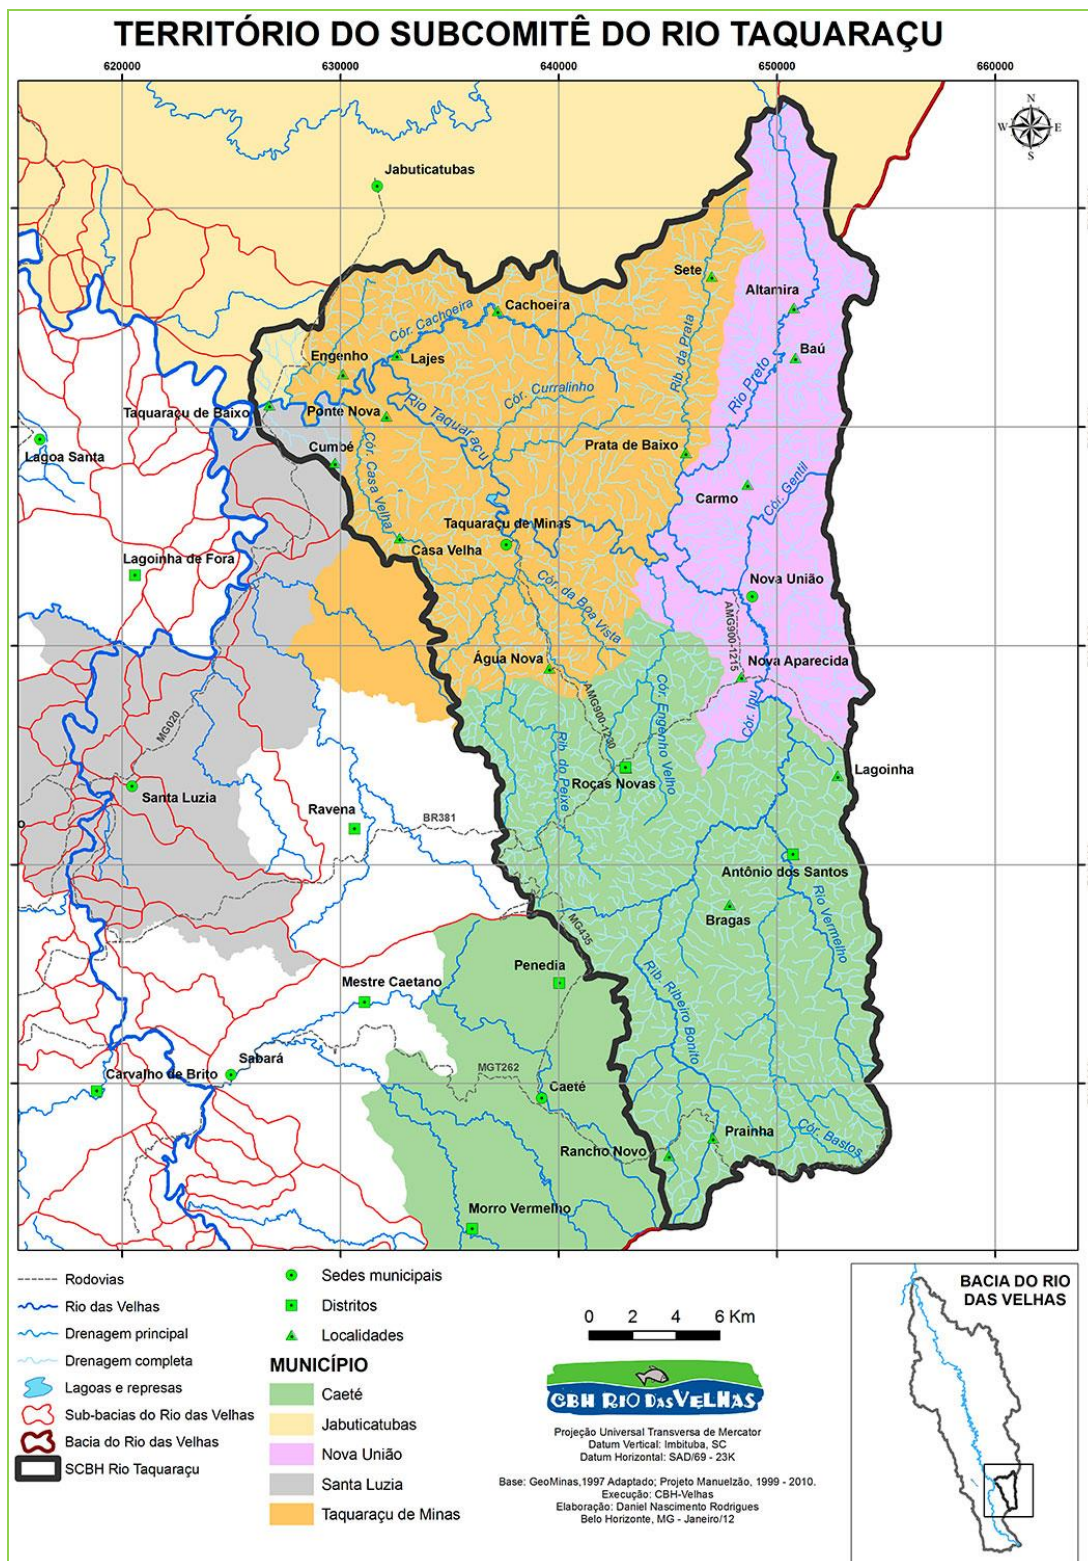 TERRITÓRIO DO SUBCOMITÊ DO RIO TAQUARAÇU
620000
630000
640000
650000
660000
N
W
E
S
Jabuticatubas
Sete
Altamira
Cachoeira
Cór. Cachoeira
Rib. da Prata
Engenho
Lajes
Baú
Rio Preto
Cór. Curralinho
Taquaraçu de Baixo
Ponte Nova
Rio Taquaraçu
Lagoa Santa
Cumbé
Prata de Baixo
Cór. Casa Velha
Carmo
Cór. Gentil
Taquaraçu de Minas
Casa Velha
Lagoinha de Fora
Nova União
Cór. da Boa Vista
AMG900-1215
Água Nova
Nova Aparecida
AMG900-1230
Cór. Engenho Velho
Cór. Ipu
MG020
Rib. do Peixe
Roças Novas
Lagoinha
Santa Luzia
Ravena
BR381
o
Antônio dos Santos
Bragas
Rio Vermelho
MG435
Penedia
Mestre Caetano
Rib. Ribeiro Bonito
Sabará
Carvalho de Brito
MGT262
Caeté
Prainha
Cór. Bastos
Rancho Novo
Morro Vermelho
Rodovias
Rio das Velhas
Drenagem principal
Drenagem completa
Lagoas e represas
Sub-bacias do Rio das Velhas
Bacia do Rio das Velhas
SCBH Rio Taquaraçu
Sedes municipais
Distritos
Localidades
MUNICÍPIO
Caeté
Jabuticatubas
Nova União
Santa Luzia
Taquaraçu de Minas
0 2 4 6 Km
CBH RIO DAS VELHAS
Projeção Universal Transversa de Mercator
Datum Vertical: Imbituba, SC
Datum Horizontal: SAD/69 - 23K
Base: GeoMinas,1997 Adaptado; Projeto Manuelzão, 1999 - 2010.
Execução: CBH-Velhas
Elaboração: Daniel Nascimento Rodrigues
Belo Horizonte, MG - Janeiro/12
BACIA DO RIO
DAS VELHAS